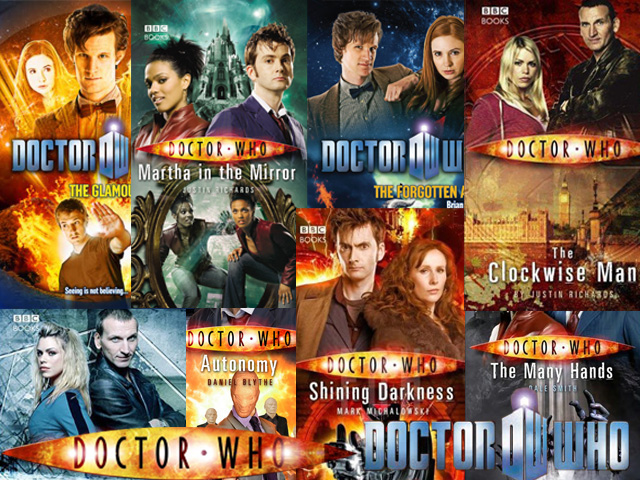 DOCTOR WHO
THE GLAMOU
Seeing is not believing.
BBC
BOOKS
DOCTOR · WHO
Martha in the Mirror
JUSTIN RICHARDS
BBC
BOOKS
DOCTOR W
THE FORGOTTEN A
Brian
BBC
BOOKS
DOCTOR · WHO
The
Clockwise Man
BY JUSTIN RICHARDS
BBC
BOOKS
DOCTOR · WHO
Shining Darkness
MARK MICHALOWSKI
BBC
BOOKS
DOCTOR · WHO
Autonomy
DANIEL BLYTHE
DOCTOR · WHO
The Many Hands
DALE SMITH
DOCTOR · WHO
DOCTOR WHO